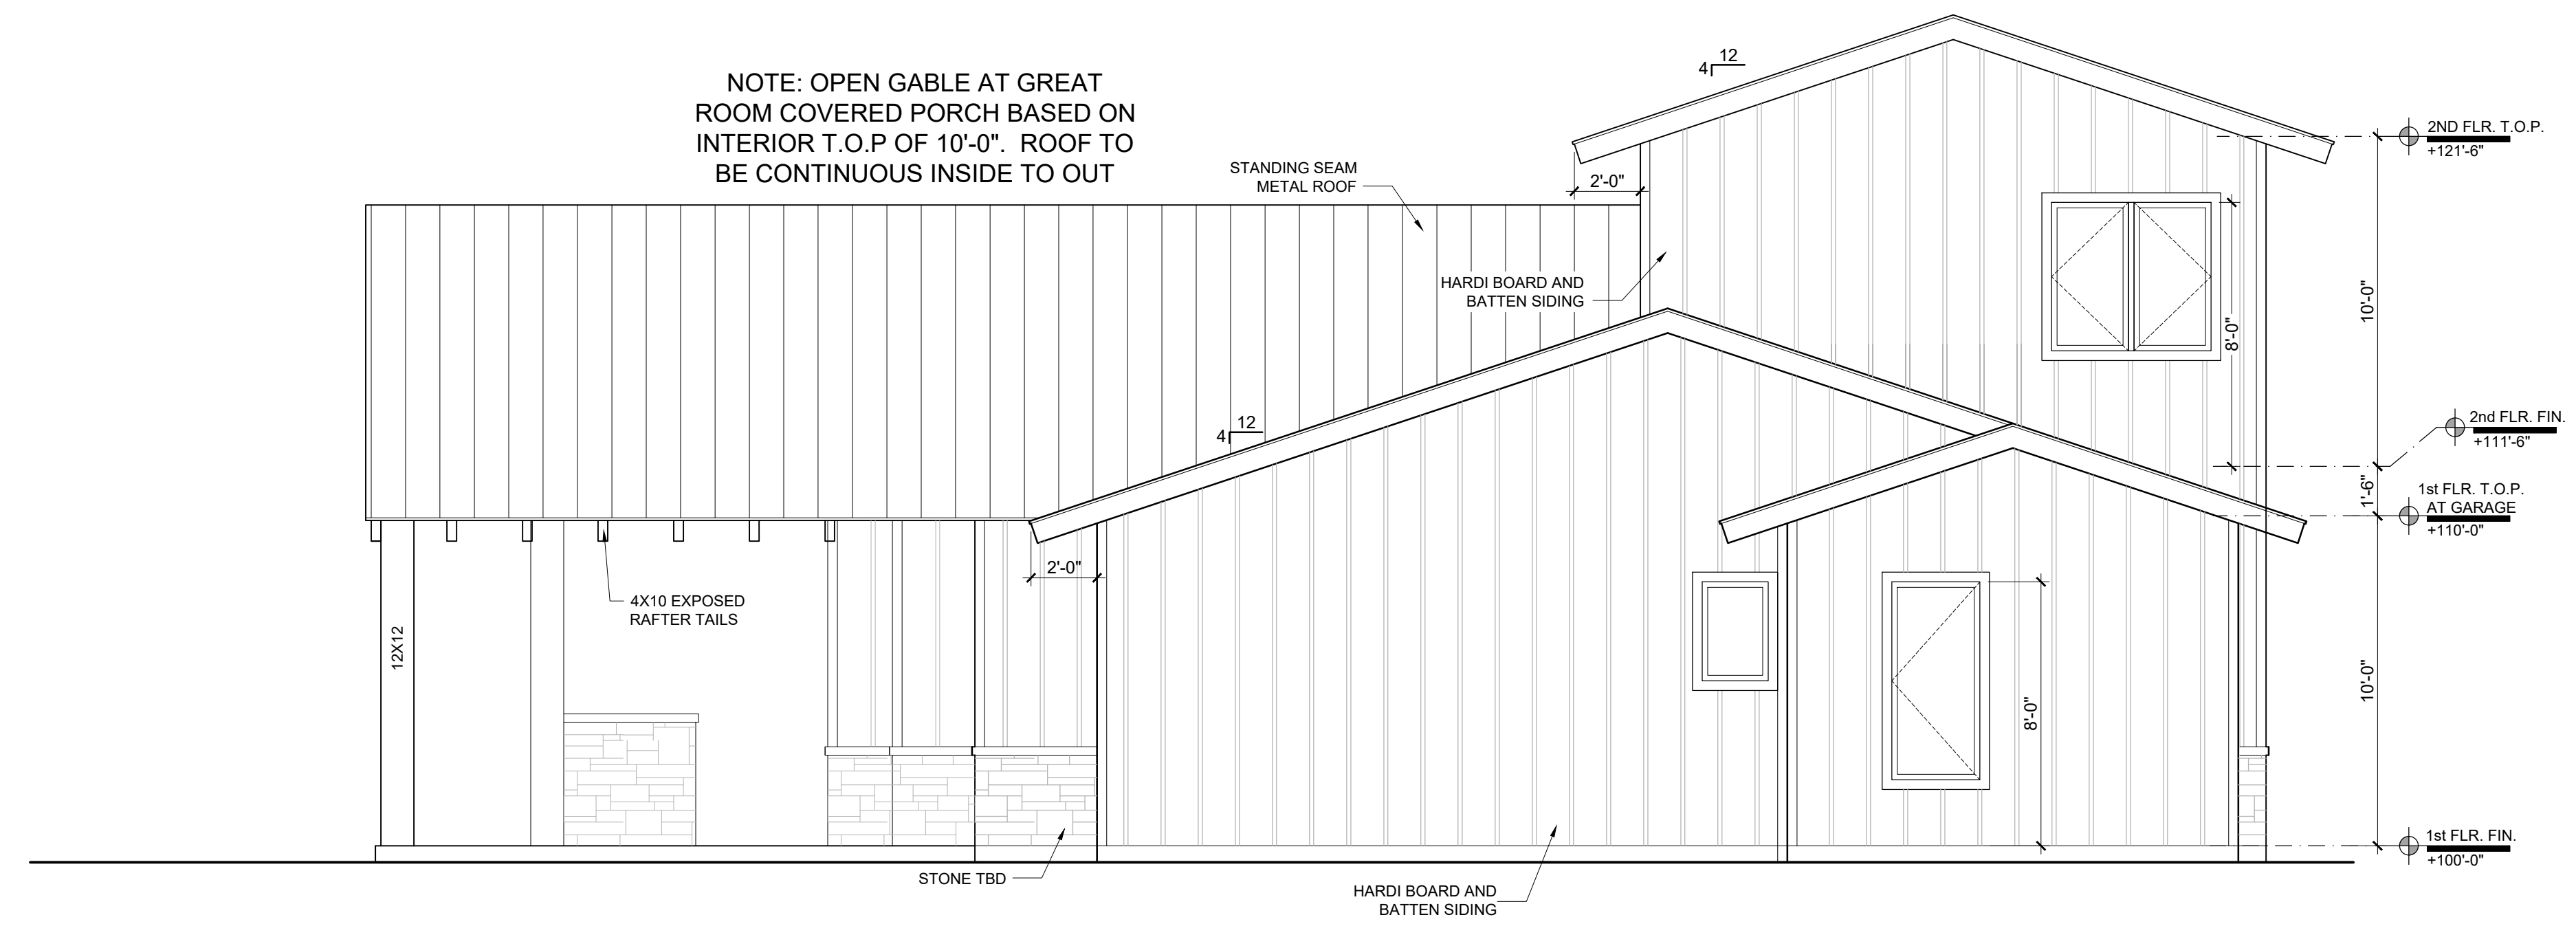 NOTE: OPEN GABLE AT GREAT
ROOM COVERED PORCH BASED ON
INTERIOR T.O.P OF 10'-0".  ROOF TO
BE CONTINUOUS INSIDE TO OUT
12
4
2ND FLR. T.O.P.
+121'-6"
STANDING SEAM
METAL ROOF
2'-0"
HARDI BOARD AND
BATTEN SIDING
10'-0"
8'-0"
12
4
2nd FLR. FIN.
+111'-6"
1'-6"
1st FLR. T.O.P.
AT GARAGE
+110'-0"
2'-0"
4X10 EXPOSED
RAFTER TAILS
12X12
10'-0"
8'-0"
1st FLR. FIN.
+100'-0"
STONE TBD
HARDI BOARD AND
BATTEN SIDING